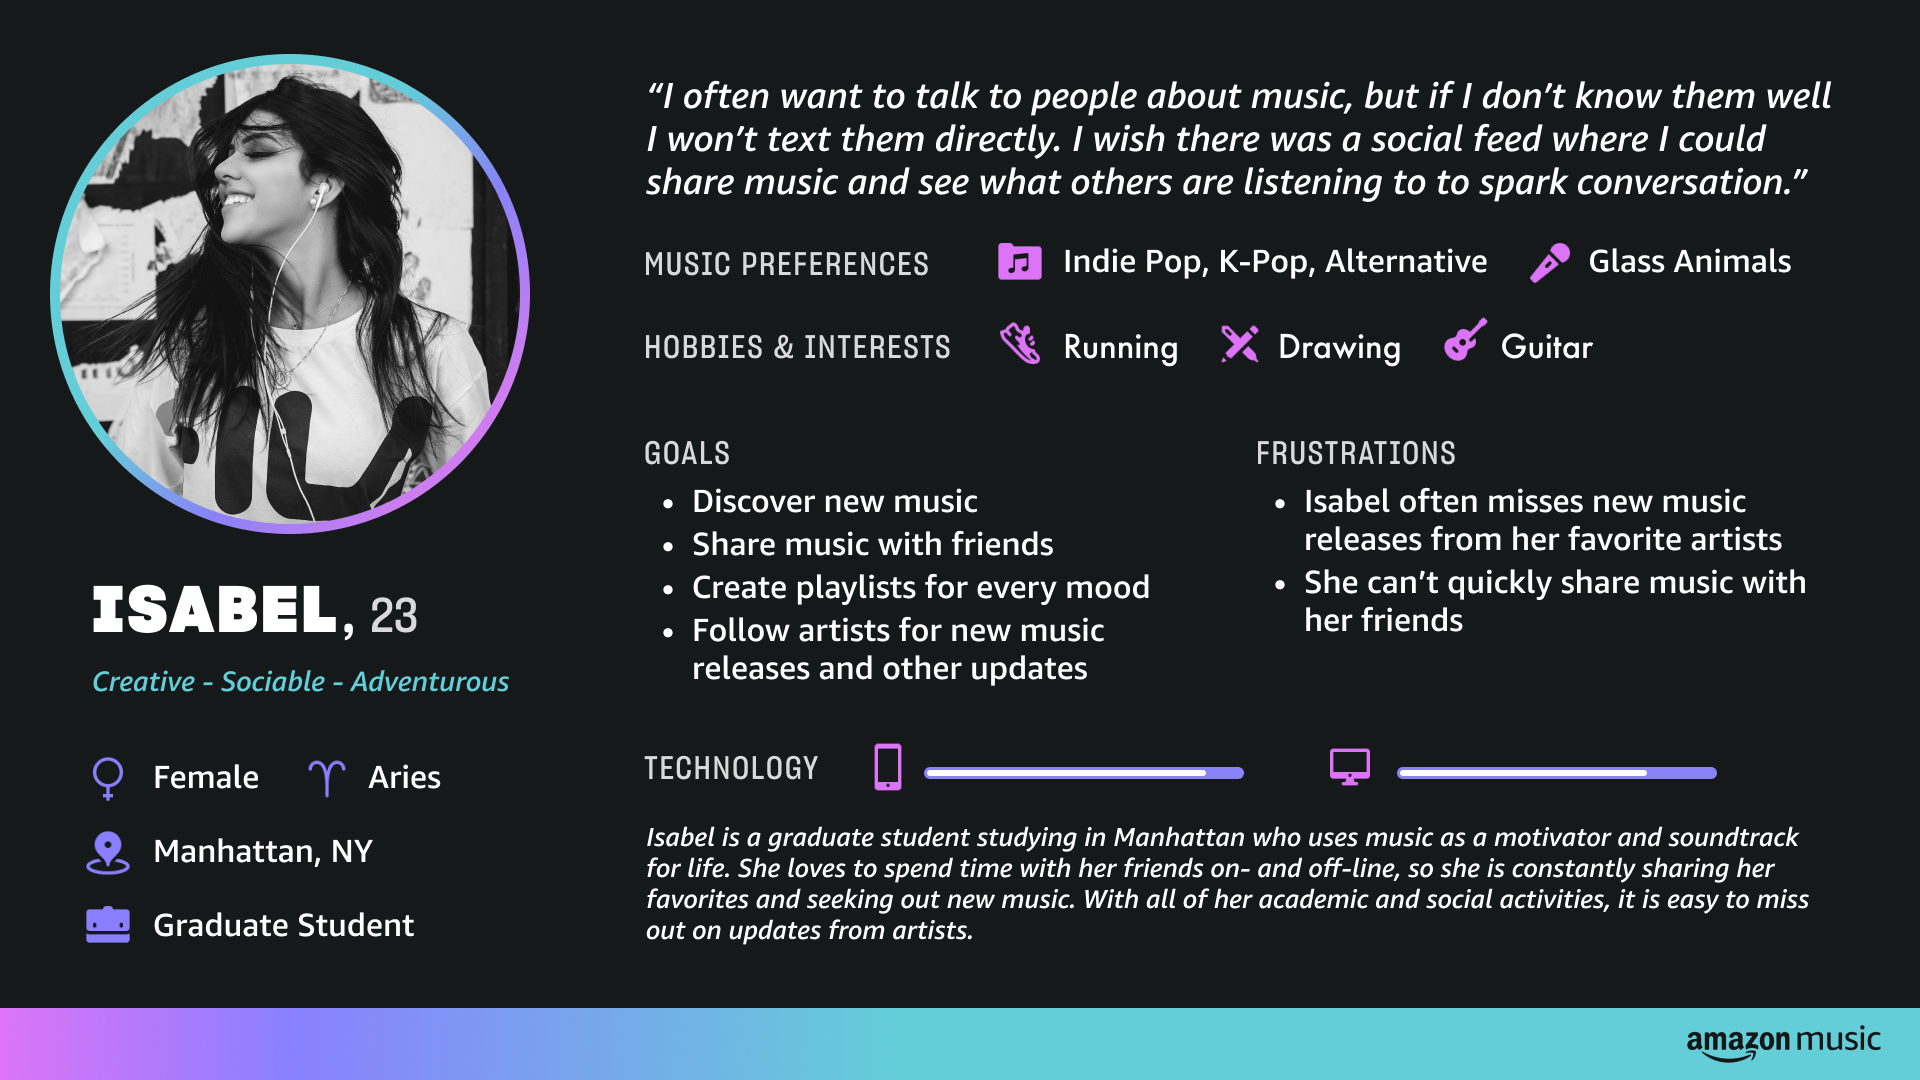 “I often want to talk to people about music, but if I don’t know them well
I won’t text them directly. I wish there was a social feed where I could
share music and see what others are listening to to spark conversation.”
MUSIC PREFERENCES
Indie Pop, K-Pop, Alternative
Glass Animals
HOBBIES & INTERESTS
Running
Drawing
Guitar
ISABEL, 23
Creative - Sociable - Adventurous
Female
Aries
Manhattan, NY
Graduate Student
GOALS
• Discover new music
• Share music with friends
• Create playlists for every mood
• Follow artists for new music
releases and other updates
FRUSTRATIONS
• Isabel often misses new music
releases from her favorite artists
• She can’t quickly share music with
her friends
TECHNOLOGY
Isabel is a graduate student studying in Manhattan who uses music as a motivator and soundtrack
for life. She loves to spend time with her friends on- and off-line, so she is constantly sharing her
favorites and seeking out new music. With all of her academic and social activities, it is easy to miss
out on updates from artists.
amazon music